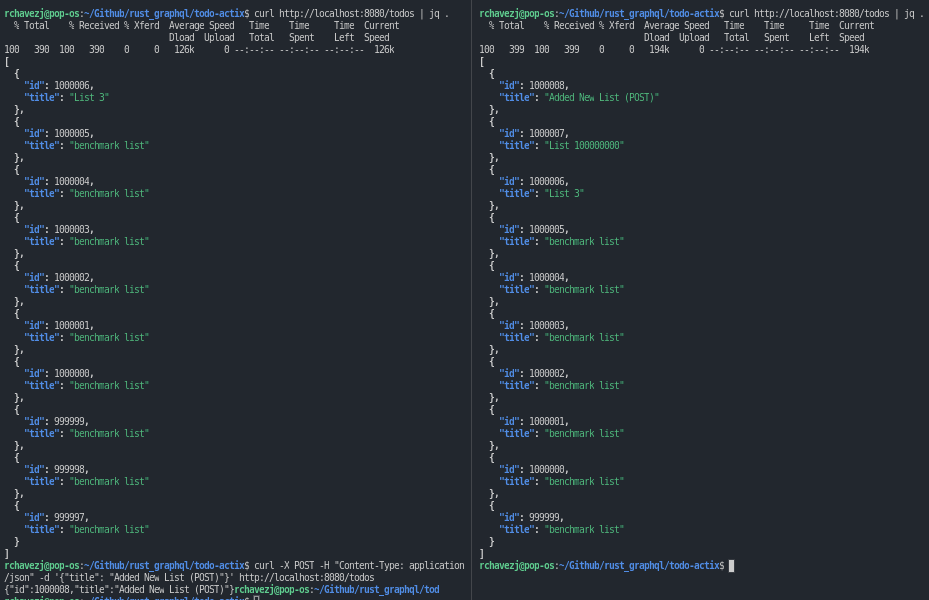 rchavezj@pop-os:~/Github/rust_graphql/todo-actix$ curl http://localhost:8080/todos | jq .
  % Total    % Received % Xferd  Average Speed   Time    Time     Time  Current
                                 Dload  Upload   Total   Spent    Left  Speed
100   390  100   390    0     0   126k      0 --:--:-- --:--:-- --:--:--  126k
[
  {
    "id": 1000006,
    "title": "List 3"
  },
  {
    "id": 1000005,
    "title": "benchmark list"
  },
  {
    "id": 1000004,
    "title": "benchmark list"
  },
  {
    "id": 1000003,
    "title": "benchmark list"
  },
  {
    "id": 1000002,
    "title": "benchmark list"
  },
  {
    "id": 1000001,
    "title": "benchmark list"
  },
  {
    "id": 1000000,
    "title": "benchmark list"
  },
  {
    "id": 999999,
    "title": "benchmark list"
  },
  {
    "id": 999998,
    "title": "benchmark list"
  },
  {
    "id": 999997,
    "title": "benchmark list"
  }
]
rchavezj@pop-os:~/Github/rust_graphql/todo-actix$ curl -X POST -H "Content-Type: application
/json" -d '{"title": "Added New List (POST)"}' http://localhost:8080/todos
{"id":1000008,"title":"Added New List (POST)"}rchavezj@pop-os:~/Github/rust_graphql/tod
rchavezj@pop-os:~/Github/rust_graphql/todo-actix$
rchavezj@pop-os:~/Github/rust_graphql/todo-actix$ curl http://localhost:8080/todos | jq .
  % Total    % Received % Xferd  Average Speed   Time    Time     Time  Current
                                 Dload  Upload   Total   Spent    Left  Speed
100   399  100   399    0     0   194k      0 --:--:-- --:--:-- --:--:--  194k
[
  {
    "id": 1000008,
    "title": "Added New List (POST)"
  },
  {
    "id": 1000007,
    "title": "List 100000000"
  },
  {
    "id": 1000006,
    "title": "List 3"
  },
  {
    "id": 1000005,
    "title": "benchmark list"
  },
  {
    "id": 1000004,
    "title": "benchmark list"
  },
  {
    "id": 1000003,
    "title": "benchmark list"
  },
  {
    "id": 1000002,
    "title": "benchmark list"
  },
  {
    "id": 1000001,
    "title": "benchmark list"
  },
  {
    "id": 1000000,
    "title": "benchmark list"
  },
  {
    "id": 999999,
    "title": "benchmark list"
  }
]
rchavezj@pop-os:~/Github/rust_graphql/todo-actix$